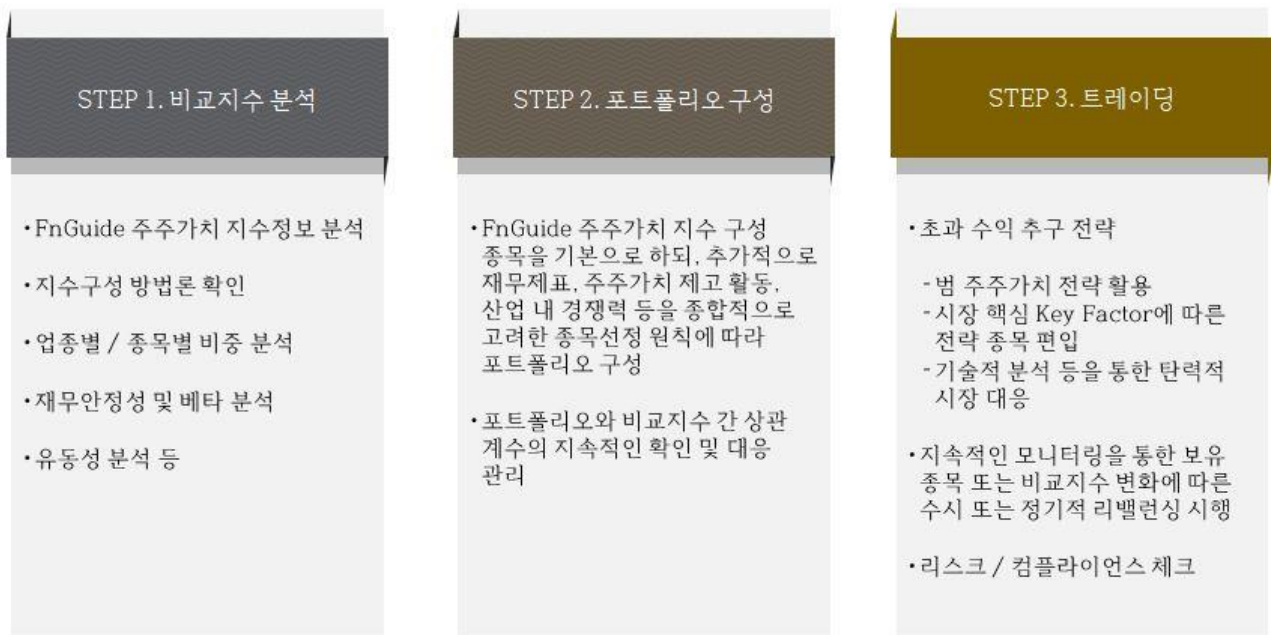 STEP 1. 비교지수 분석
•FnGuide 주주가치 지수정보 분석
•지수구성 방법론 확인
•업종별 / 종목별 비중 분석
•재무안정성 및 베타 분석
•유동성 분석 등
STEP 2. 포트폴리오 구성
•FnGuide 주주가치 지수 구성
종목을 기본으로 하되, 추가적으로
재무제표, 주주가치 제고 활동,
산업 내 경쟁력 등을 종합적으로
고려한 종목선정 원칙에 따라
포트폴리오 구성
•포트폴리오와 비교지수 간 상관
계수의 지속적인 확인 및 대응
관리
STEP 3. 트레이딩
•초과 수익 추구 전략
-범 주주가치 전략 활용
-시장 핵심 Key Factor에 따른
전략 종목 편입
-기술적 분석 등을 통한 탄력적
시장 대응
•지속적인 모니터링을 통한 보유
종목 또는 비교지수 변화에 따른
수시 또는 정기적 리밸런싱 시행
•리스크 / 컴플라이언스 체크